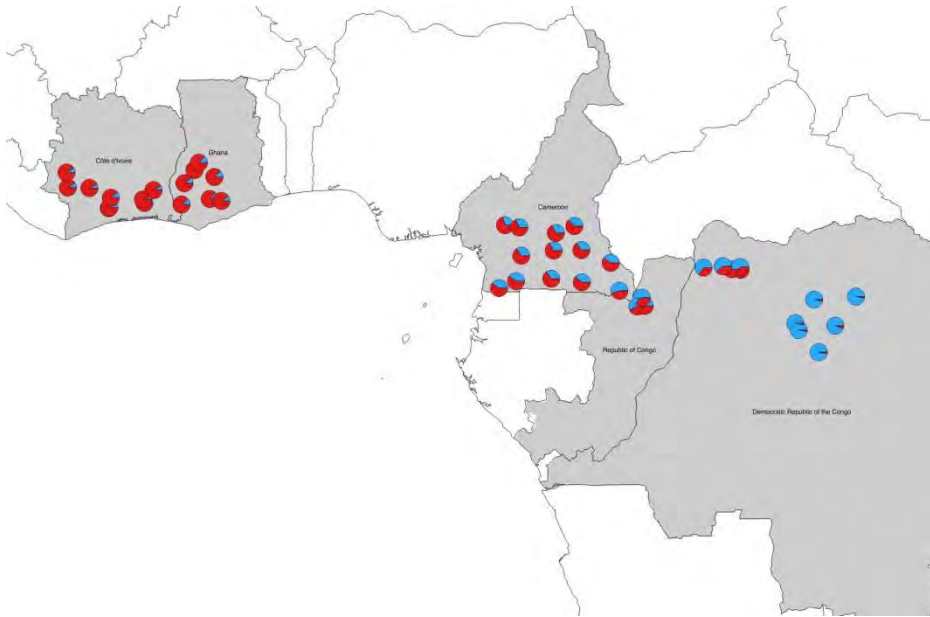 Ghana
Côte d'Ivoire
Cameroon
Republic of Congo
Democratic Republic of the Congo